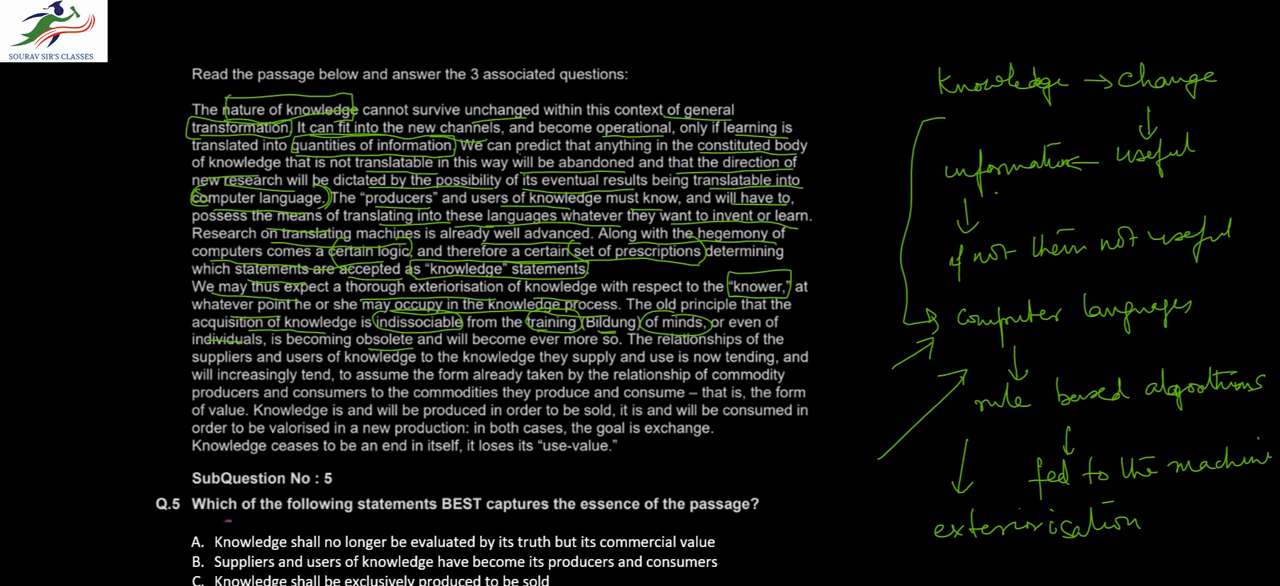 SOURAV SIR'S CLASSES
Read the passage below and answer the 3 associated questions:
The nature of knowledge cannot survive unchanged within this context of general
transformation. It can fit into the new channels, and become operational, only if learning is
translated into quantities of information. We can predict that anything in the constituted body
of knowledge that is not translatable in this way will be abandoned and that the direction of
new research will be dictated by the possibility of its eventual results being translatable into
computer language. The "producers" and users of knowledge must know, and will have to,
possess the means of translating into these languages whatever they want to invent or learn.
Research on translating machines is already well advanced. Along with the hegemony of
computers comes a certain logic, and therefore a certain set of prescriptions determining
which statements are accepted as "knowledge" statements.
We may thus expect a thorough exteriorisation of knowledge with respect to the "knower," at
whatever point he or she may occupy in the knowledge process. The old principle that the
acquisition of knowledge is indissociable from the training (Bildung) of minds, or even of
individuals, is becoming obsolete and will become ever more so. The relationships of the
suppliers and users of knowledge to the knowledge they supply and use is now tending, and
will increasingly tend, to assume the form already taken by the relationship of commodity
producers and consumers to the commodities they produce and consume – that is, the form
of value. Knowledge is and will be produced in order to be sold, it is and will be consumed in
order to be valorised in a new production: in both cases, the goal is exchange.
Knowledge ceases to be an end in itself, it loses its "use-value."
SubQuestion No : 5
Q.5 Which of the following statements BEST captures the essence of the passage?
A. Knowledge shall no longer be evaluated by its truth but its commercial value
B. Suppliers and users of knowledge have become its producers and consumers
C. Knowledge shall be exclusively produced to be sold
Knowledge → change
information ← useful
if not them not useful
computer languages
rule based algorithms
fed to the machine
exteriorisation